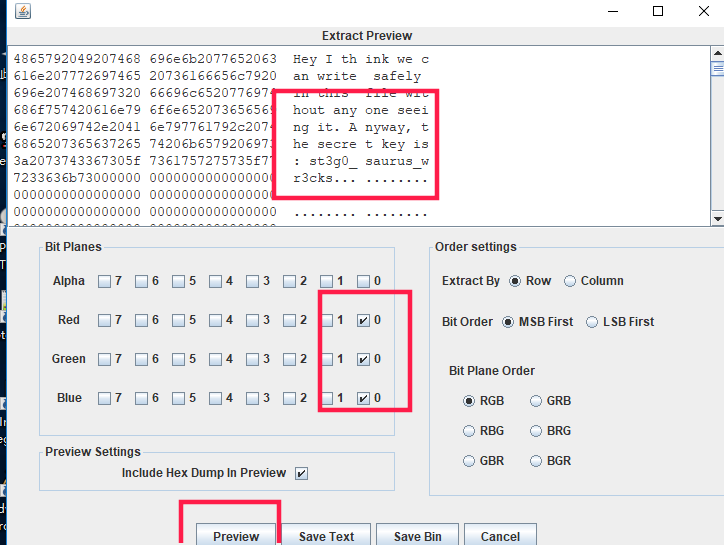 Extract Preview
4865792049207468 696e6b2077652063 Hey I th ink we c
616e207772697465 20736166656c7920 an write  safely
696e207468697320 66696c6520776974 in this  file wit
686f757420616e79 6f6e652073656569 hout any one seei
6e672069742e2041 6e797761792c2074 ng it. A nyway, t
6865207365637265 74206b6579206973 he secre t key is
3a2073743367305f 7361757275735f77 : st3g0_ saurus_w
7233636b73000000 0000000000000000 r3cks... ........
0000000000000000 0000000000000000
0000000000000000 0000000000000000 ........ ........
Bit Planes
Alpha 7 6 5 4 3 2 1 0
Red 7 6 5 4 3 2 1 0
Green 7 6 5 4 3 2 1 0
Blue 7 6 5 4 3 2 1 0
Preview Settings
Include Hex Dump In Preview
Order settings
Extract By Row Column
Bit Order MSB First LSB First
Bit Plane Order
RGB GRB
RBG BRG
GBR BGR
Preview Save Text Save Bin Cancel